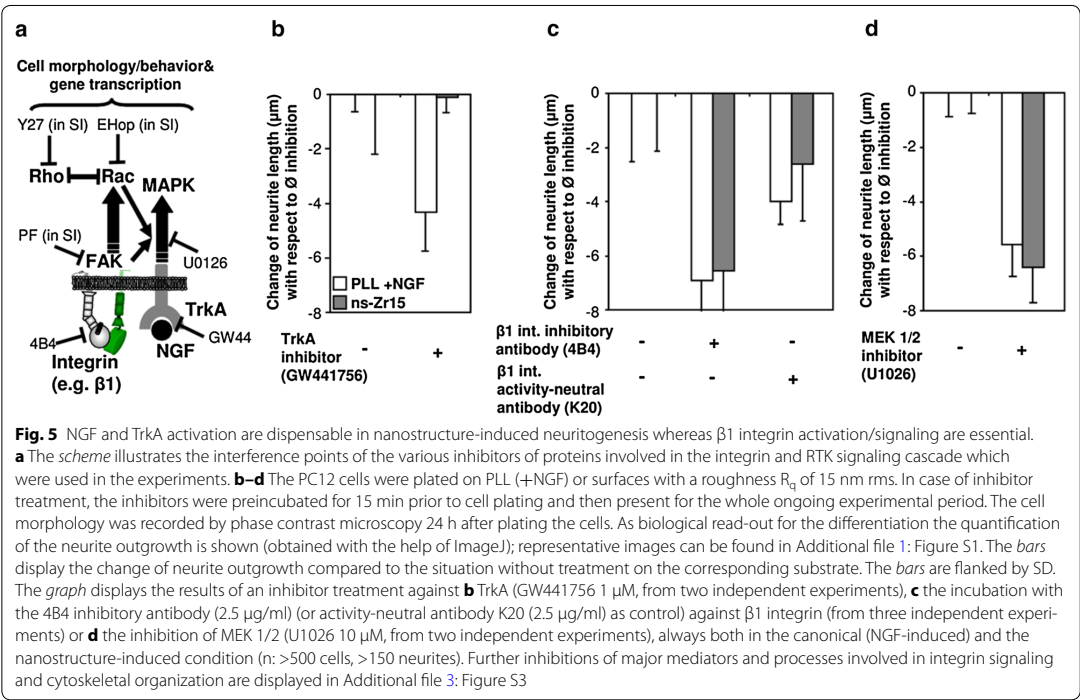 a
Cell morphology/behavior&
gene transcription
Y27 (in SI) EHop (in SI)
Rho Rac MAPK
PF (in SI)
FAK
U0126
TrkA
4B4
GW44
NGF
Integrin
(e.g. β1)
b
Change of neurite length (µm)
with respect to Ø inhibition
0
-2
-4
-6
-8
PLL +NGF
ns-Zr15
TrkA
inhibitor
(GW441756)
- +
c
Change of neurite length (µm)
with respect to Ø inhibition
0
-2
-4
-6
-8
β1 int. inhibitory
antibody (4B4)
- + -
β1 int.
activity-neutral
antibody (K20)
- - +
d
Change of neurite length (µm)
with respect to Ø inhibition
0
-2
-4
-6
-8
MEK 1/2
inhibitor
(U1026)
- +
Fig. 5 NGF and TrkA activation are dispensable in nanostructure-induced neuritogenesis whereas β1 integrin activation/signaling are essential.
a The scheme illustrates the interference points of the various inhibitors of proteins involved in the integrin and RTK signaling cascade which
were used in the experiments. b–d The PC12 cells were plated on PLL (+NGF) or surfaces with a roughness Rq of 15 nm rms. In case of inhibitor
treatment, the inhibitors were preincubated for 15 min prior to cell plating and then present for the whole ongoing experimental period. The cell
morphology was recorded by phase contrast microscopy 24 h after plating the cells. As biological read-out for the differentiation the quantification
of the neurite outgrowth is shown (obtained with the help of ImageJ); representative images can be found in Additional file 1: Figure S1. The bars
display the change of neurite outgrowth compared to the situation without treatment on the corresponding substrate. The bars are flanked by SD.
The graph displays the results of an inhibitor treatment against b TrkA (GW441756 1 µM, from two independent experiments), c the incubation with
the 4B4 inhibitory antibody (2.5 µg/ml) (or activity-neutral antibody K20 (2.5 µg/ml) as control) against β1 integrin (from three independent experi-
ments) or d the inhibition of MEK 1/2 (U1026 10 µM, from two independent experiments), always both in the canonical (NGF-induced) and the
nanostructure-induced condition (n: >500 cells, >150 neurites). Further inhibitions of major mediators and processes involved in integrin signaling
and cytoskeletal organization are displayed in Additional file 3: Figure S3